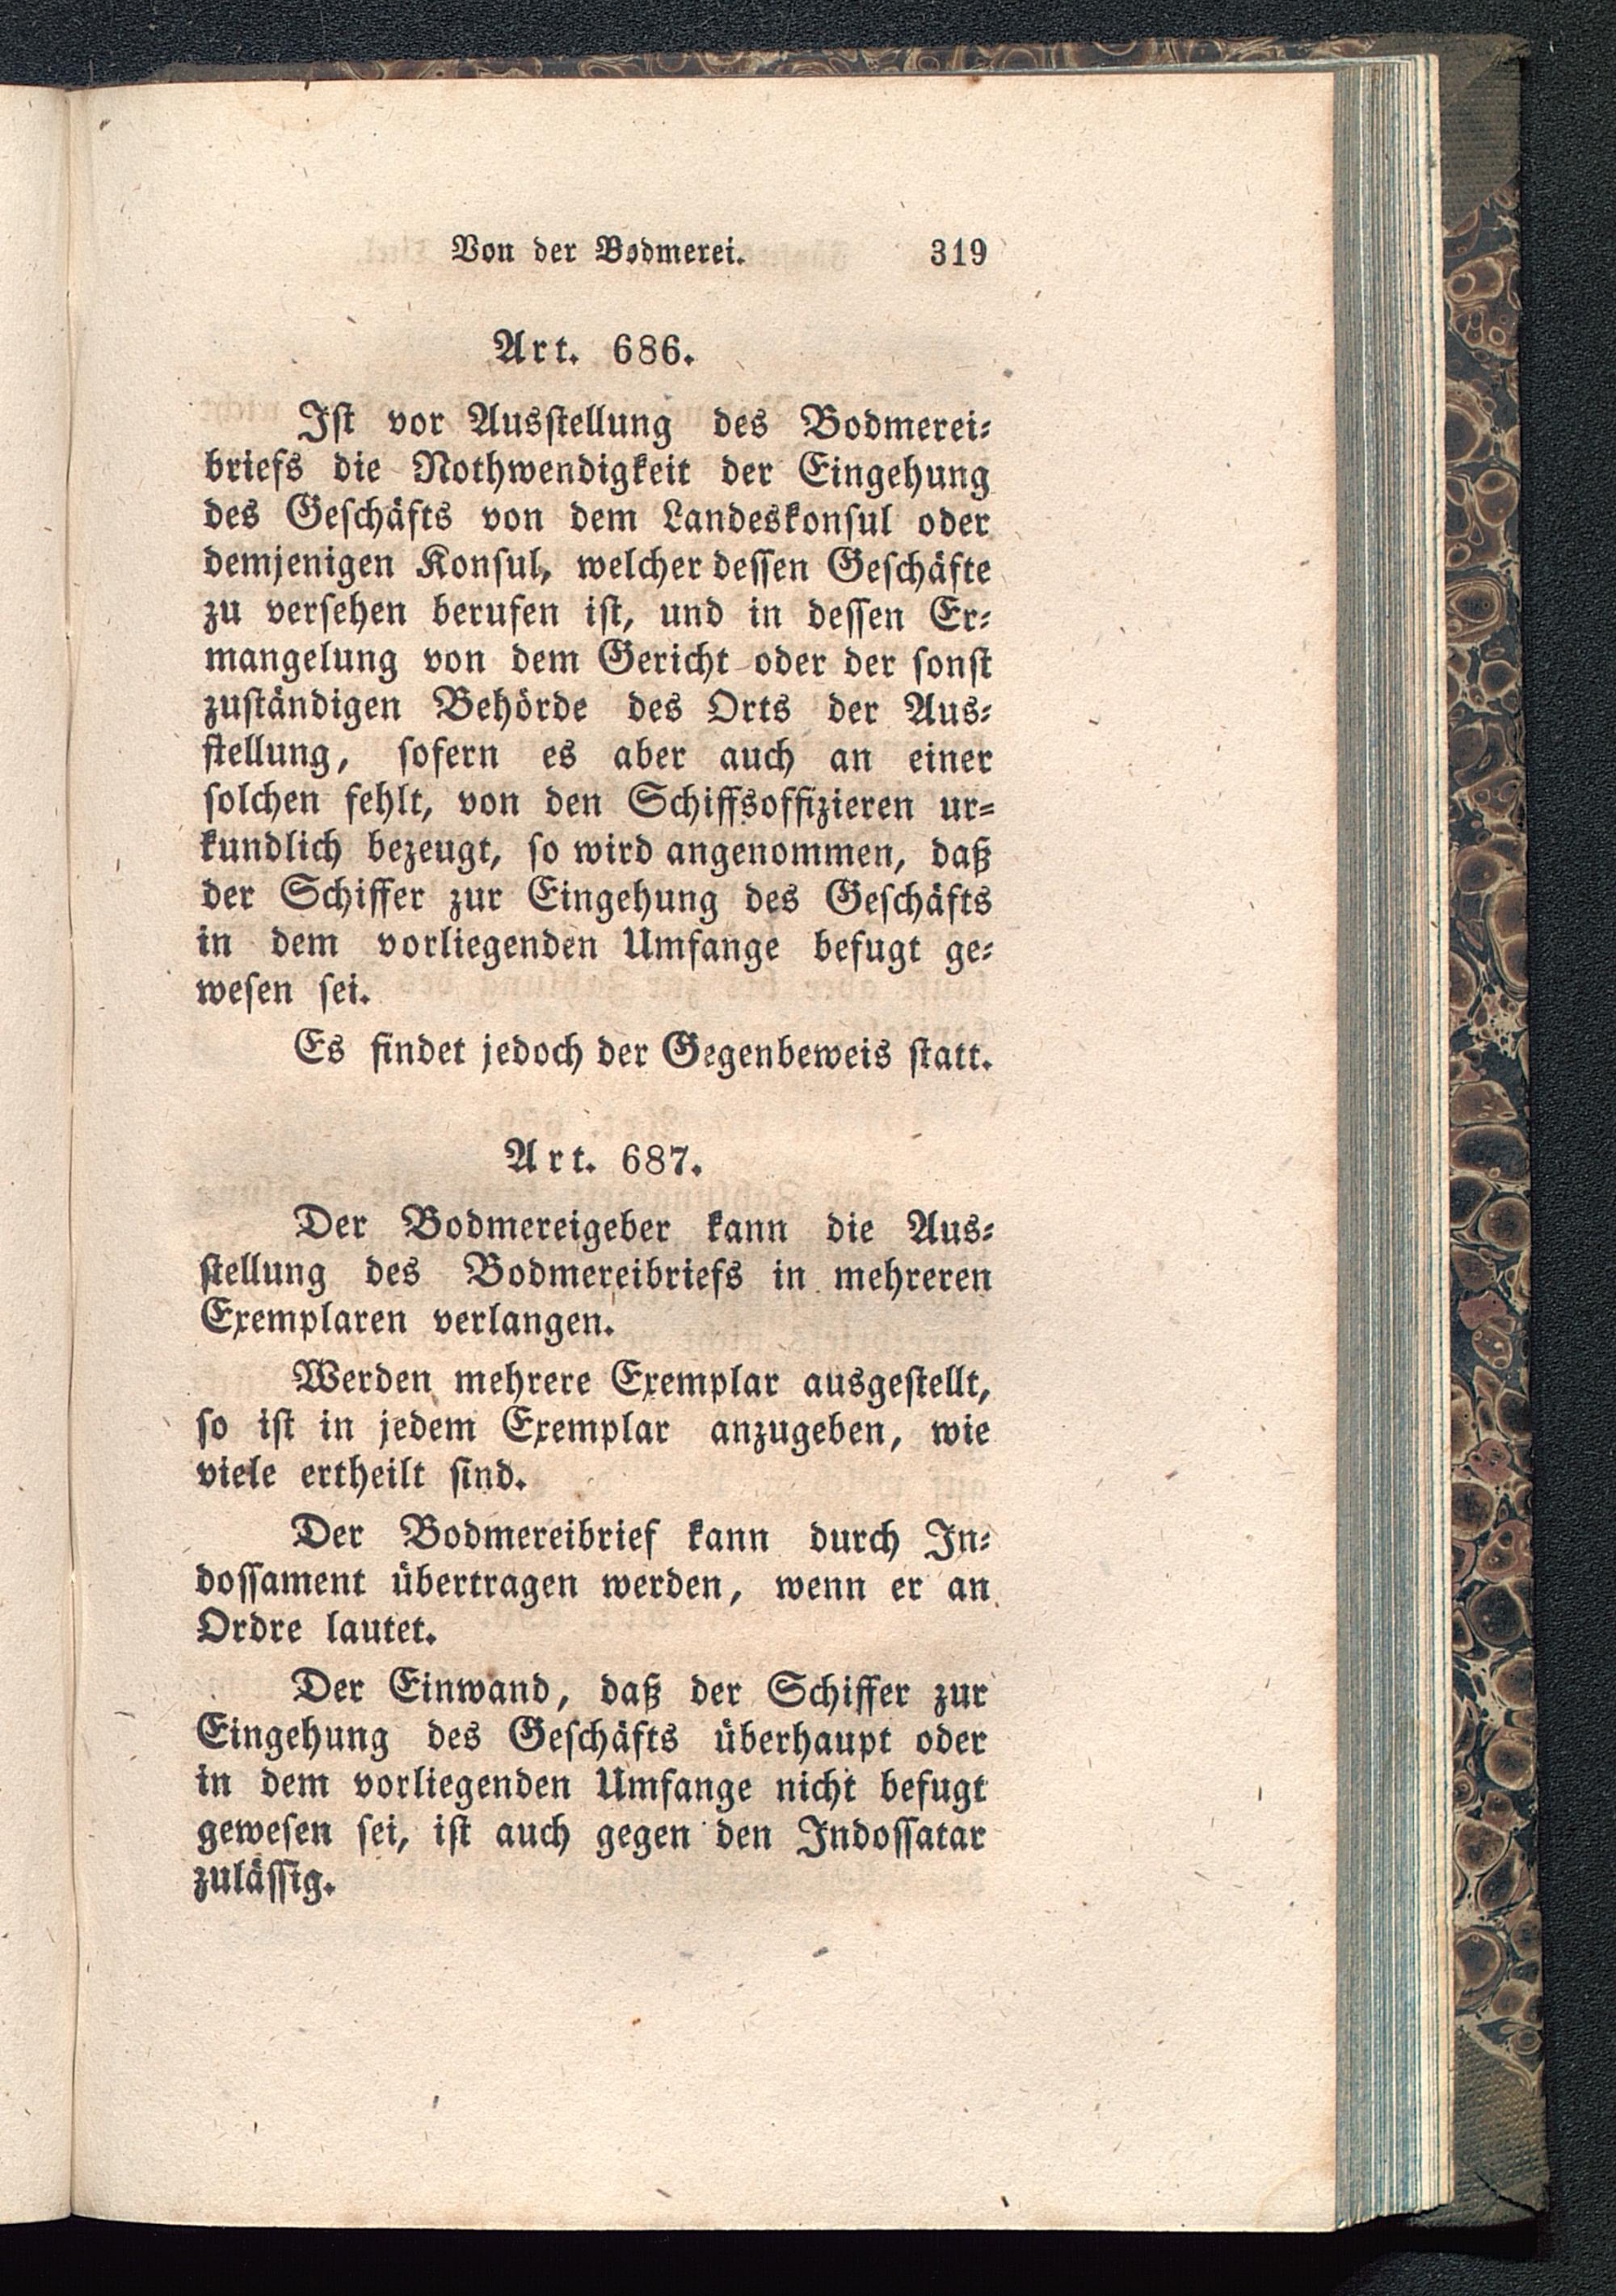 Von der Bodmerei. 319
Art. 686.
Ist vor Ausstellung des Bodmerei-
briefs die Nothwendigkeit der Eingehung
des Geschäfts von dem Landeskonsul oder
demjenigen Konsul, welcher dessen Geschäfte
zu versehen berufen ist, und in dessen Er-
mangelung von dem Gericht oder der sonst
zuständigen Behörde des Orts der Aus-
stellung, sofern es aber auch an einer
solchen fehlt, von den Schiffsoffizieren ur-
kundlich bezeugt, so wird angenommen, daß
der Schiffer zur Eingehung des Geschäfts
in dem vorliegenden Umfange befugt ge-
wesen sei.
Es findet jedoch der Gegenbeweis statt.
Art. 687.
Der Bodmereigeber kann die Aus-
stellung des Bodmereibriefs in mehreren
Exemplaren verlangen.
Werden mehrere Exemplar ausgestellt,
so ist in jedem Exemplar anzugeben, wie
viele ertheilt sind.
Der Bodmereibrief kann durch In-
dossament übertragen werden, wenn er an
Ordre lautet.
Der Einwand, daß der Schiffer zur
Eingehung des Geschäfts überhaupt oder
in dem vorliegenden Umfange nicht befugt
gewesen sei, ist auch gegen den Indossatar
zulässig.